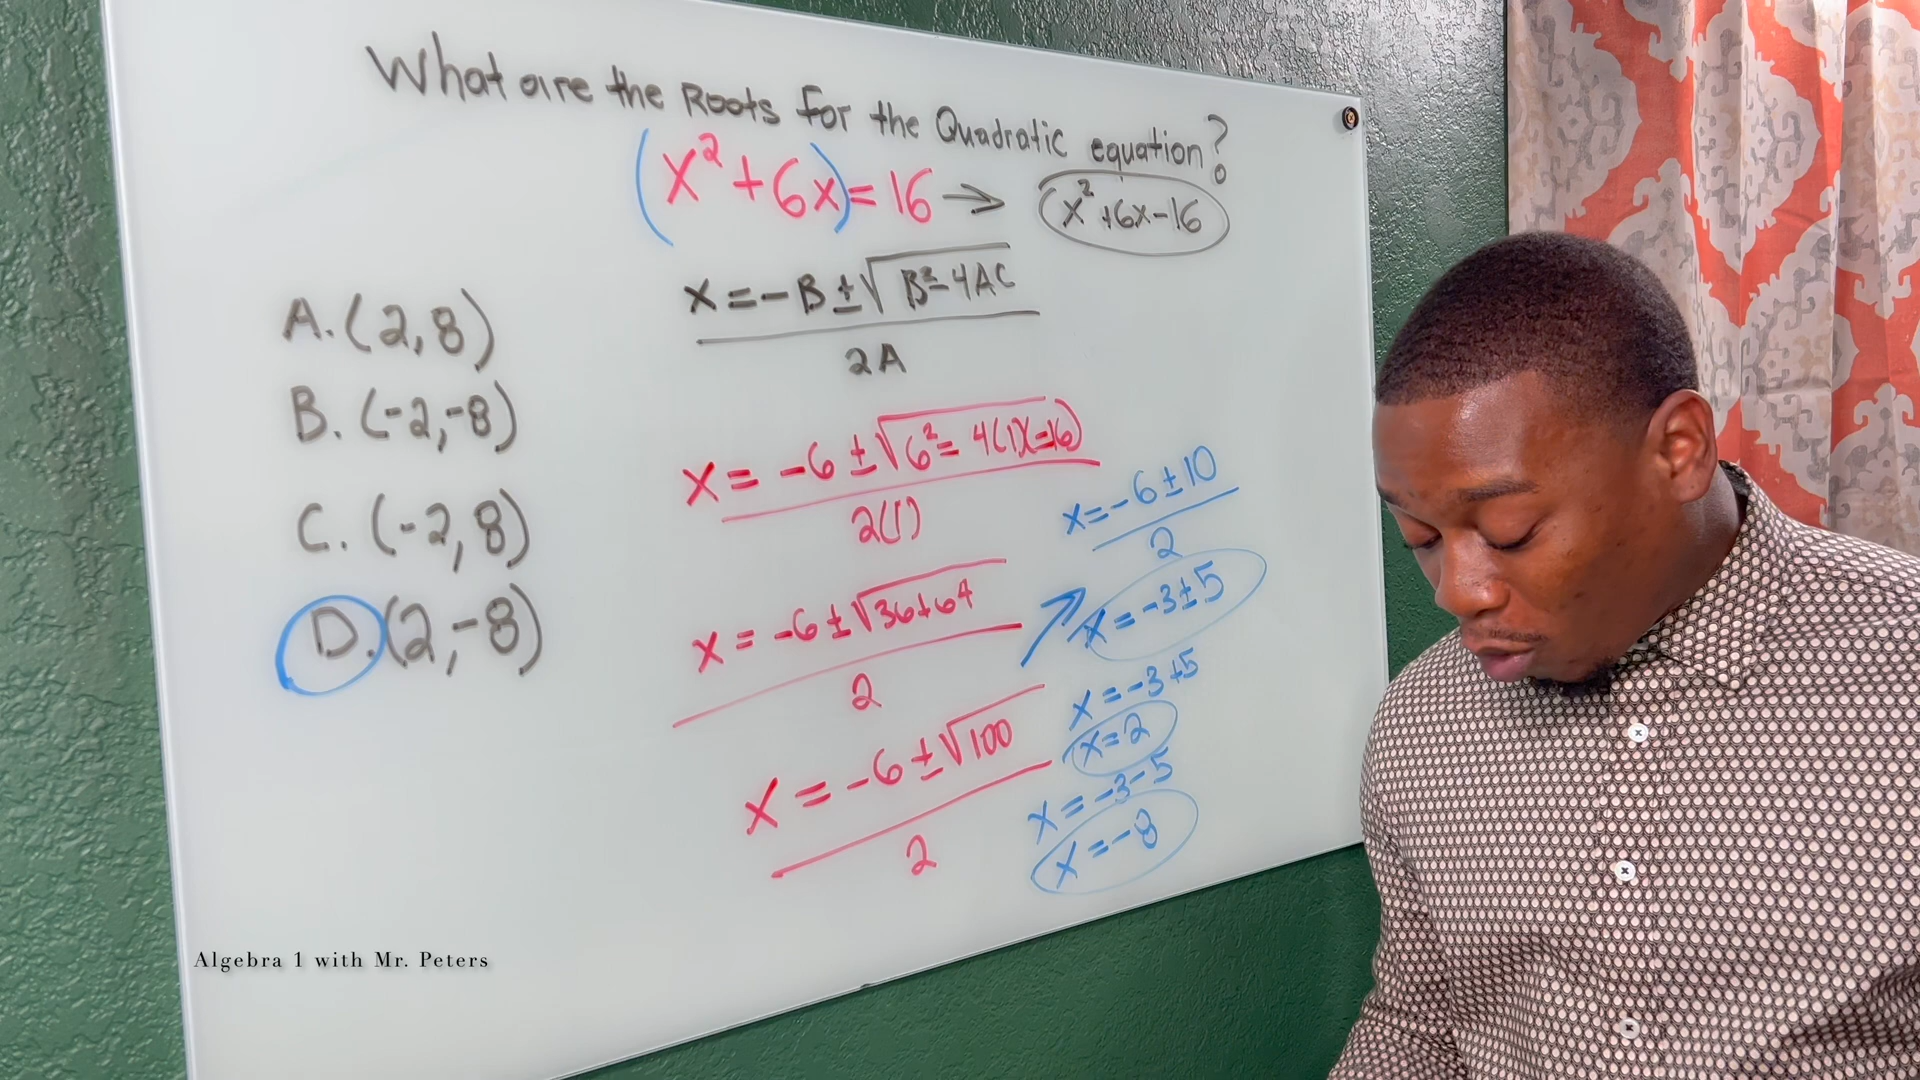 What are the Roots for the Quadratic equation?
(x²+6x)=16 → x²+6x-16
A. (2,8)
B. (-2,-8)
C. (-2,8)
D. (2,-8)
x = -B ± √B²-4AC
2A
x = -6 ± √6²-4(1)(-16)
2(1)
x = -6 ± √36+64
2
x = -6 ± √100
2
x = -6 ± 10
2
x = -3 ± 5
x = -3+5
x = 2
x = -3-5
x = -8
Algebra 1 with Mr. Peters